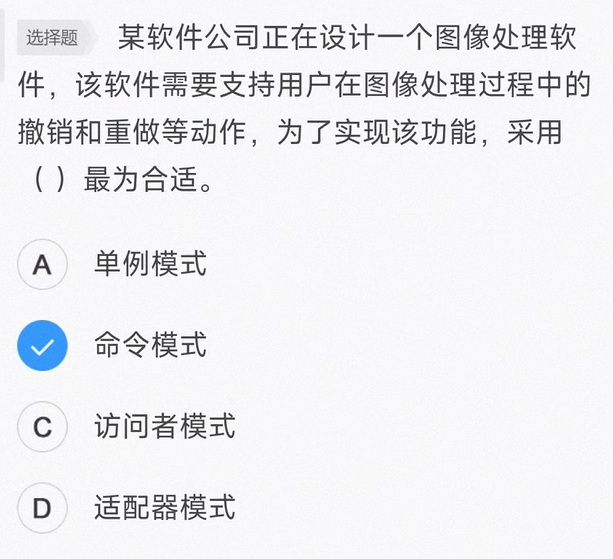 选择题 某软件公司正在设计一个图像处理软
件，该软件需要支持用户在图像处理过程中的
撤销和重做等动作，为了实现该功能，采用
（ ）最为合适。
A 单例模式
命令模式
C 访问者模式
D 适配器模式